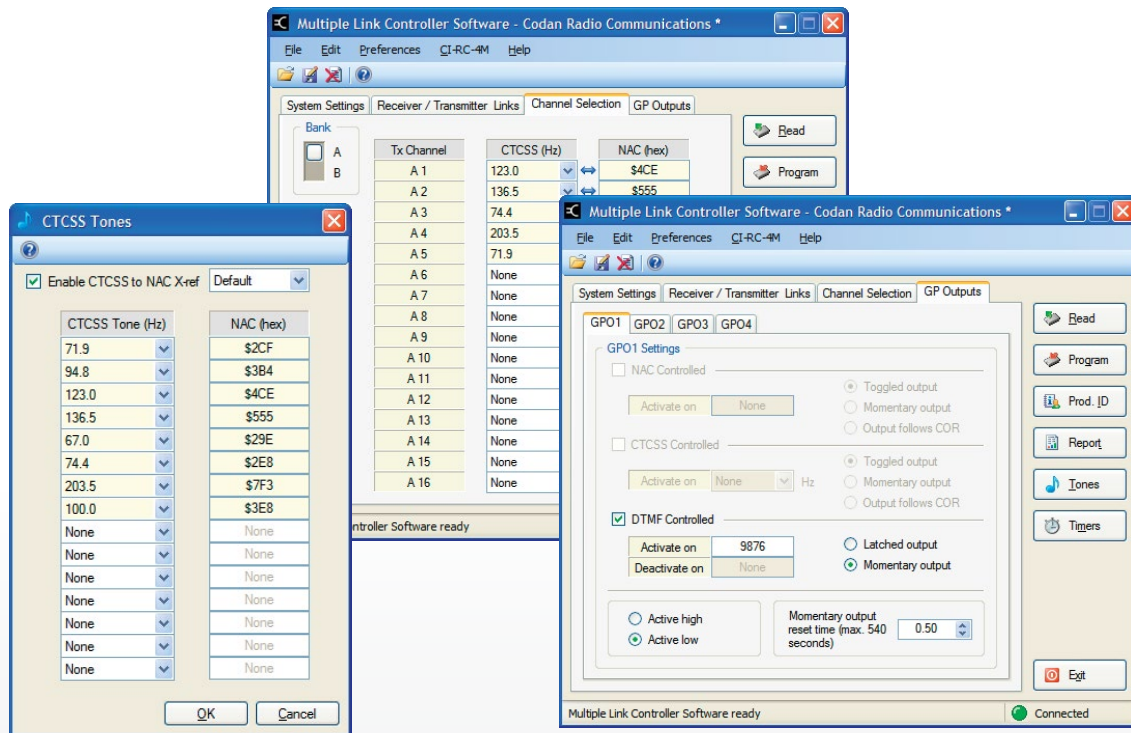 Multiple Link Controller Software - Codan Radio Communications *
File Edit Preferences CI-RC-4M Help
System Settings Receiver / Transmitter Links Channel Selection GP Outputs
Bank
A
B
Tx Channel CTCSS (Hz) NAC (hex)
A 1 123.0 $4CE
A 2 136.5 $555
A 3 74.4
A 4 203.5
A 5 71.9
A 6 None
A 7 None
A 8 None
A 9 None
A 10 None
A 11 None
A 12 None
A 13 None
A 14 None
A 15 None
A 16 None
Read
Program
ntroller Software ready
CTCSS Tones
Enable CTCSS to NAC X-ref Default
CTCSS Tone (Hz) NAC (hex)
71.9 $2CF
94.8 $3B4
123.0 $4CE
136.5 $555
67.0 $29E
74.4 $2E8
203.5 $7F3
100.0 $3E8
None None
None None
None None
None None
None None
None None
None None
OK Cancel
Multiple Link Controller Software - Codan Radio Communications *
File Edit Preferences CI-RC-4M Help
System Settings Receiver / Transmitter Links Channel Selection GP Outputs
GPO1 GPO2 GPO3 GPO4
GPO1 Settings
NAC Controlled
Activate on None
Toggled output
Momentary output
Output follows COR
CTCSS Controlled
Activate on None Hz
Toggled output
Momentary output
Output follows COR
DTMF Controlled
Activate on 9876
Deactivate on None
Latched output
Momentary output
Active high
Active low
Momentary output
reset time (max. 540
seconds)
0.50
Read
Program
Prod. ID
Report
Tones
Timers
Exit
Multiple Link Controller Software ready
Connected